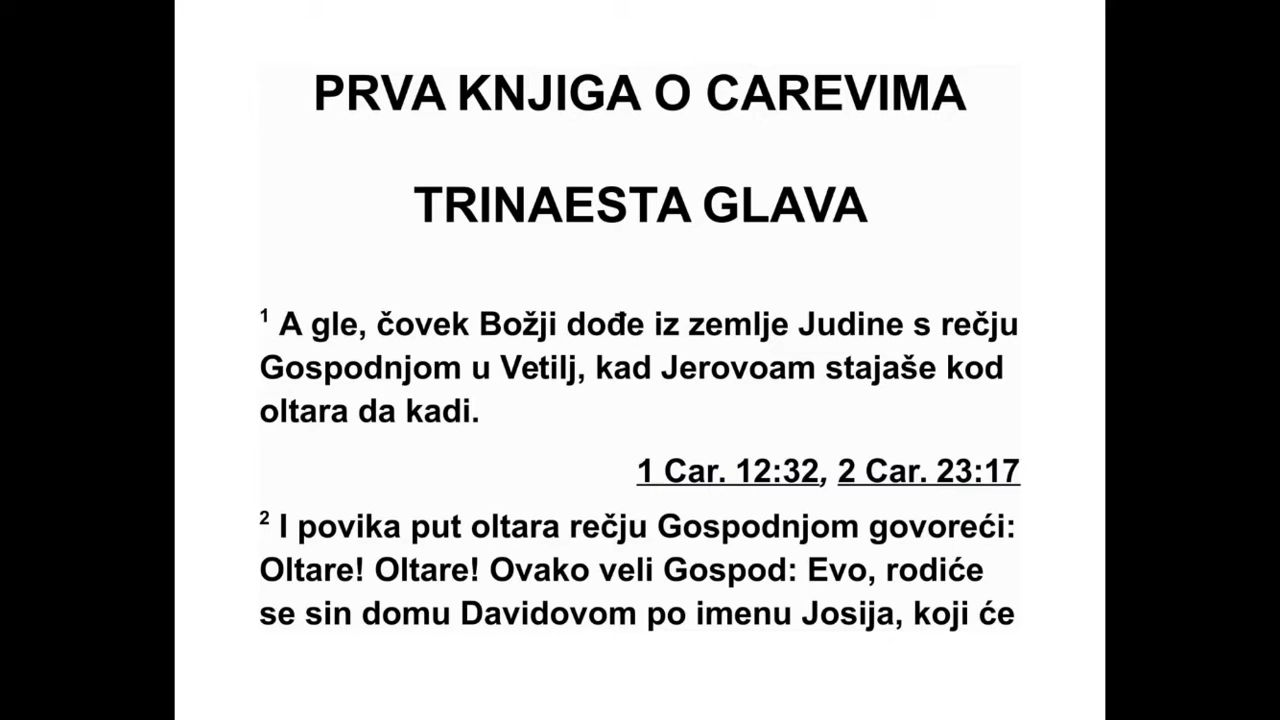 PRVA KNJIGA O CAREVIMA
TRINAESTA GLAVA
1 A gle, čovek Božji dođe iz zemlje Judine s rečju
Gospodnjom u Vetilj, kad Jerovoam stajaše kod
oltara da kadi.
1 Car. 12:32, 2 Car. 23:17
2 I povika put oltara rečju Gospodnjom govoreći:
Oltare! Oltare! Ovako veli Gospod: Evo, rodiće
se sin domu Davidovom po imenu Josija, koji će